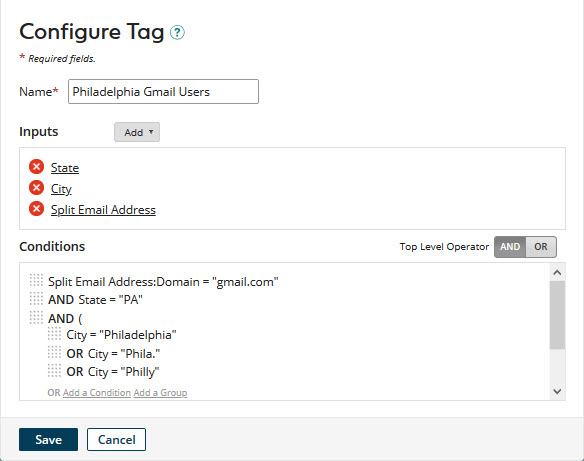 Configure Tag ?
* Required fields.
Name* Philadelphia Gmail Users
Inputs Add
State
City
Split Email Address
Conditions Top Level Operator AND OR
Split Email Address:Domain = "gmail.com"
AND State = "PA"
AND (
City = "Philadelphia"
OR City = "Phila."
OR City = "Philly"
OR Add a Condition Add a Group
Save Cancel